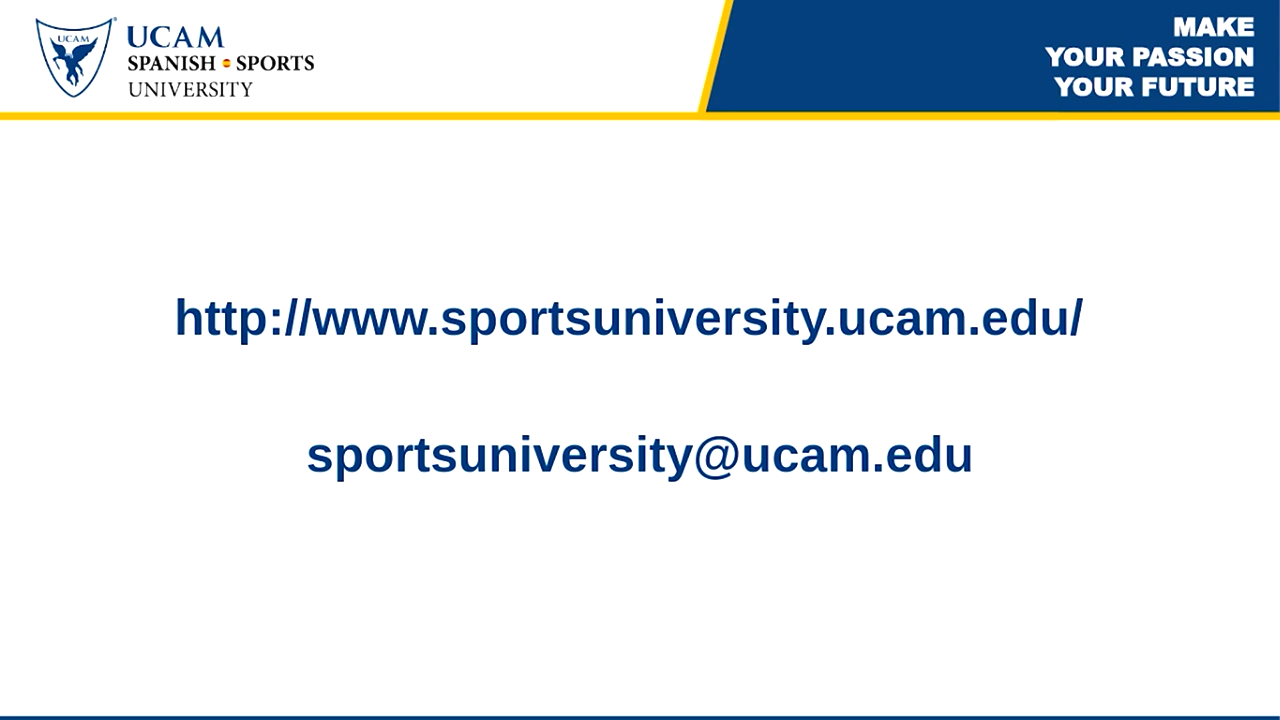 UCAM
UCAM
SPANISH • SPORTS
UNIVERSITY
MAKE
YOUR PASSION
YOUR FUTURE
http://www.sportsuniversity.ucam.edu/
sportsuniversity@ucam.edu